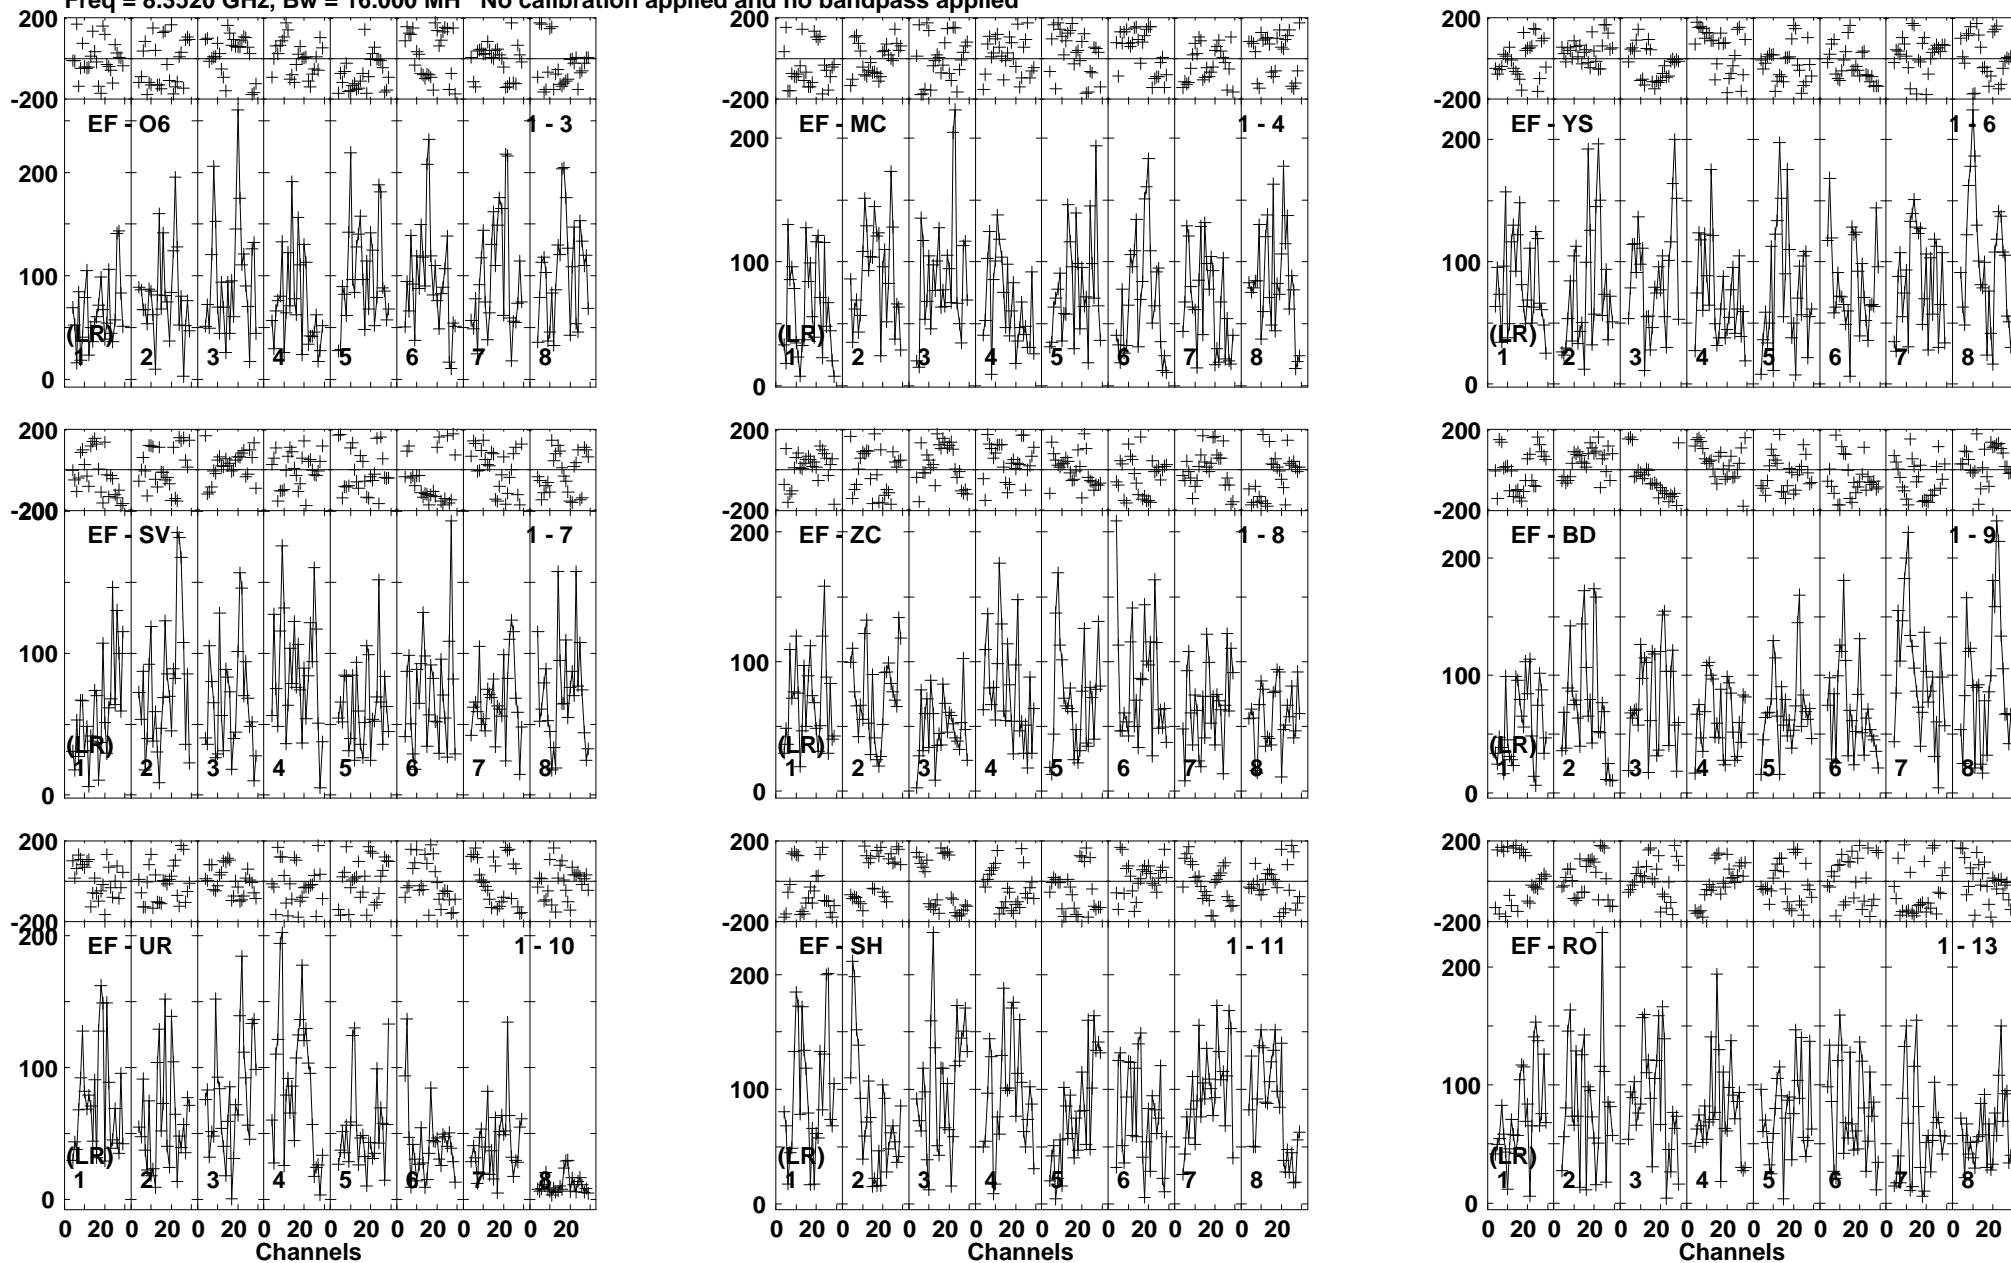 Freq = 8.3520 GHz, Bw = 16.000 MH No calibration applied and no bandpass applied
200 200 200
-200 -200 -200
EF - O6 1 - 3 EF - MC 1 - 4 EF - YS 1 - 6
200 200 200
100 100 100
(LR) (LR) (LR)
1 2 3 4 5 6 7 8 1 2 3 4 5 6 7 8 1 2 3 4 5 6 7 8
0 0 0
200 200 200
-200 -200 -200
EF - SV 1 - 7 EF - ZC 1 - 8 EF - BD 1 - 9
200 200 200
100 100 100
(LR) (LR) (LR)
1 2 3 4 5 6 7 8 1 2 3 4 5 6 7 8 1 2 3 4 5 6 7 8
0 0 0
200 200 200
-200 -200 -200
200 EF - UR 1 - 10 EF - SH 1 - 11 EF - RO 1 - 13
200 200
100 100 100
(LR) (LR) (LR)
1 2 3 4 5 6 7 8 1 2 3 4 5 6 7 8 1 2 3 4 5 6 7 8
0 0 0
0 20 0 20 0 20 0 20 0 20 0 20 0 20 0 20 0 20 0 20 0 20 0 20 0 20 0 20 0 20 0 20 0 20 0 20 0 20 0 20 0 20 0 20 0 20 0 20
Channels Channels Channels